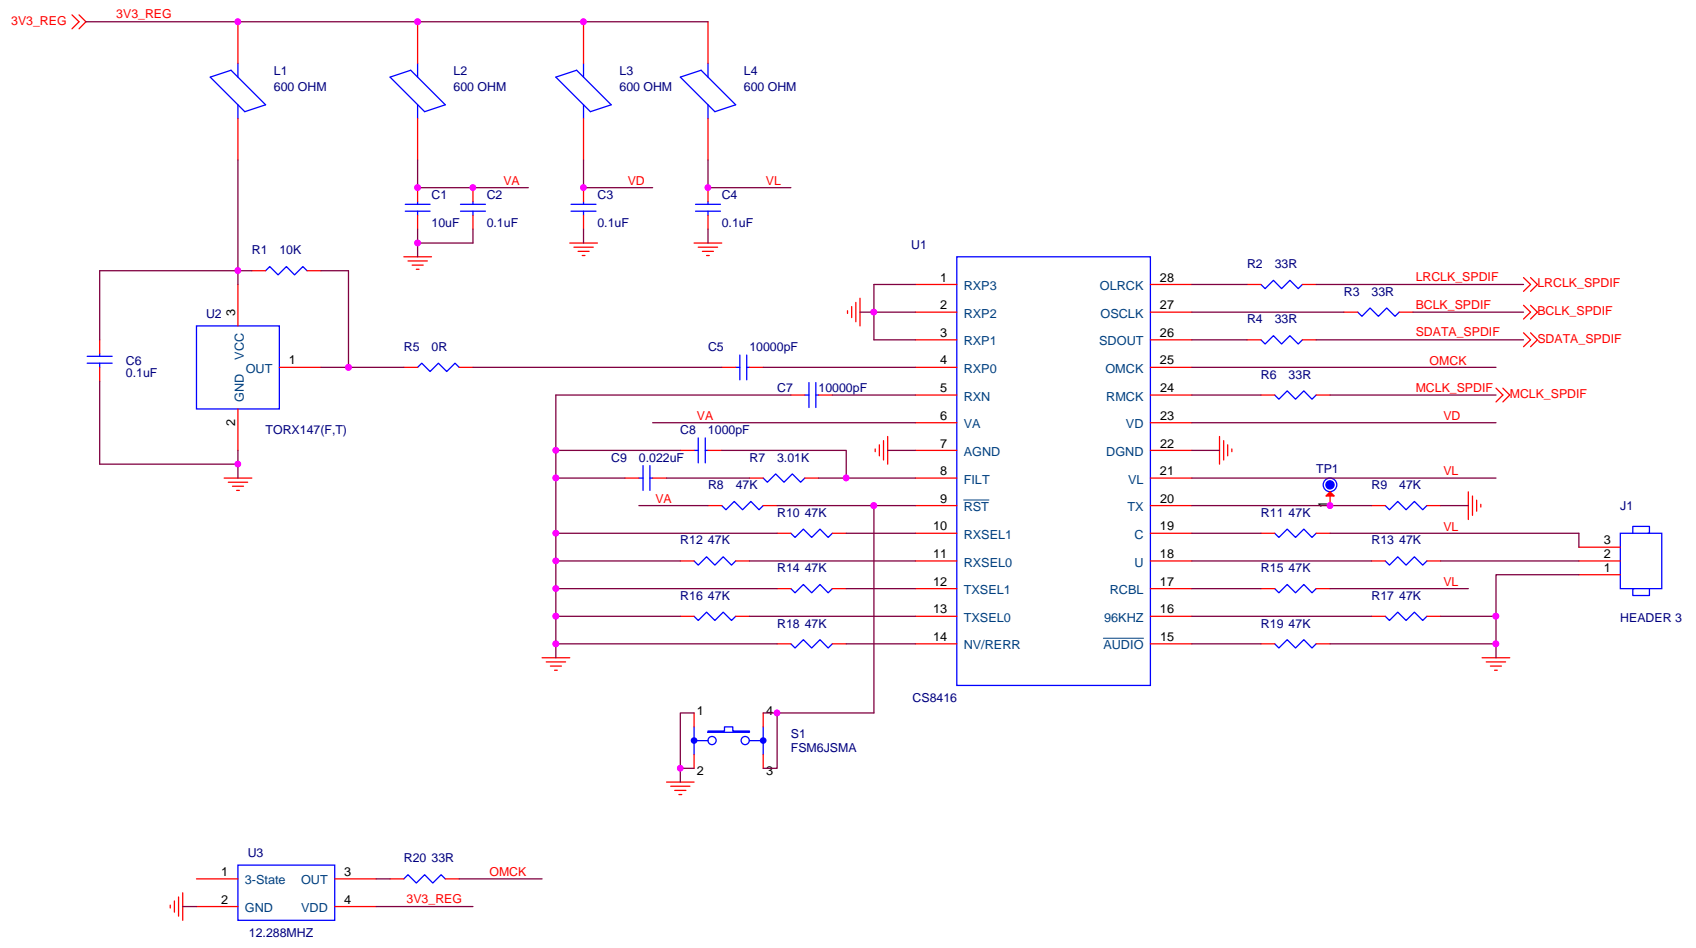 3V3_REG 3V3_REG
L1
600 OHM
L2
600 OHM
L3
600 OHM
L4
600 OHM
VA
VD
VL
C1
10uF
C2
0.1uF
C3
0.1uF
C4
0.1uF
R1 10K
U2
3
VCC
OUT
GND
1
2
TORX147(F,T)
C6
0.1uF
R5 0R
C5 10000pF
C7 10000pF
VA
C8 1000pF
C9 0.022uF
R7 3.01K
VA
R8 47K
R10 47K
R12 47K
R14 47K
R16 47K
R18 47K
U1
1 RXP3
2 RXP2
3 RXP1
4 RXP0
5 RXN
6 VA
7 AGND
8 FILT
9 RST
10 RXSEL1
11 RXSEL0
12 TXSEL1
13 TXSEL0
14 NV/RERR
OLRCK 28
OSCLK 27
SDOUT 26
OMCK 25
RMCK 24
VD 23
DGND 22
VL 21
TX 20
C 19
U 18
RCBL 17
96KHZ 16
AUDIO 15
CS8416
R2 33R
LRCLK_SPDIF LRCLK_SPDIF
R3 33R
BCLK_SPDIF BCLK_SPDIF
R4 33R
SDATA_SPDIF SDATA_SPDIF
OMCK
R6 33R
MCLK_SPDIF MCLK_SPDIF
VD
VL
TP1
1
R9 47K
R11 47K
VL
R13 47K
R15 47K
VL
R17 47K
R19 47K
J1
3
2
1
HEADER 3
1
2
4
3
S1
FSM6JSMA
U3
1 3-State OUT 3
2 GND VDD 4
12.288MHZ
R20 33R
OMCK
3V3_REG